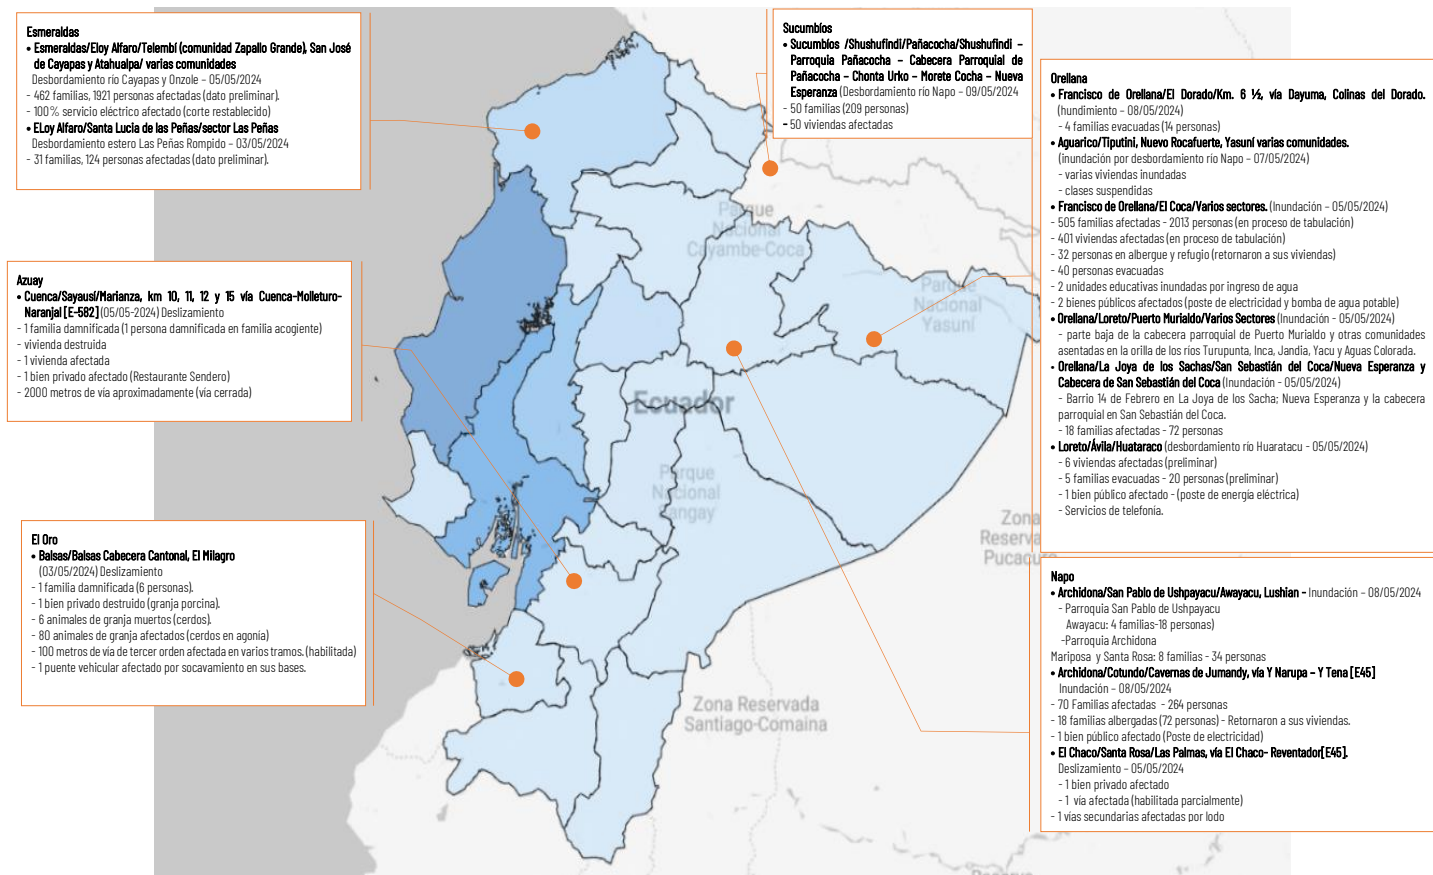 Esmeraldas
• Esmeraldas/Eloy Alfaro/Telembí (comunidad Zapallo Grande), San José
de Cayapas y Atahualpa/ varias comunidades
Desbordamiento río Cayapas y Onzole – 05/05/2024
- 462 familias, 1921 personas afectadas (dato preliminar).
- 100% servicio eléctrico afectado (corte restablecido)
• ELoy Alfaro/Santa Lucia de las Peñas/sector Las Peñas
Desbordamiento estero Las Peñas Rompido – 03/05/2024
- 31 familias, 124 personas afectadas (dato preliminar).
Sucumbíos
• Sucumbíos /Shushufindi/Pañacocha/Shushufindi –
Parroquia Pañacocha – Cabecera Parroquial de
Pañacocha – Chonta Urko – Morete Cocha – Nueva
Esperanza (Desbordamiento río Napo – 09/05/2024
- 50 familias (209 personas)
- 50 viviendas afectadas
Orellana
• Francisco de Orellana/El Dorado/Km. 6 ½, vía Dayuma, Colinas del Dorado.
(hundimiento – 08/05/2024)
- 4 familias evacuadas (14 personas)
• Aguarico/Tiputini, Nuevo Rocafuerte, Yasuní varias comunidades.
(inundación por desbordamiento río Napo – 07/05/2024)
- varias viviendas inundadas
- clases suspendidas
• Francisco de Orellana/El Coca/Varios sectores. (Inundación – 05/05/2024)
- 505 familias afectadas - 2013 personas (en proceso de tabulación)
- 401 viviendas afectadas (en proceso de tabulación)
- 32 personas en albergue y refugio (retornaron a sus viviendas)
- 40 personas evacuadas
- 2 unidades educativas inundadas por ingreso de agua
- 2 bienes públicos afectados (poste de electricidad y bomba de agua potable)
• Orellana/Loreto/Puerto Murialdo/Varios Sectores (Inundación - 05/05/2024)
- parte baja de la cabecera parroquial de Puerto Murialdo y otras comunidades
asentadas en la orilla de los ríos Turupunta, Inca, Jandia, Yacu y Aguas Colorada.
• Orellana/La Joya de los Sachas/San Sebastián del Coca/Nueva Esperanza y
Cabecera de San Sebastián del Coca (Inundación - 05/05/2024)
- Barrio 14 de Febrero en La Joya de los Sacha; Nueva Esperanza y la cabecera
parroquial en San Sebastián del Coca.
- 18 familias afectadas - 72 personas
• Loreto/Ávila/Huataraco (desbordamiento río Huaratacu - 05/05/2024)
- 6 viviendas afectadas (preliminar)
- 5 familias evacuadas - 20 personas (preliminar)
- 1 bien público afectado - (poste de energía eléctrica)
- Servicios de telefonía.
Azuay
• Cuenca/Sayausí/Marianza, km 10, 11, 12 y 15 vía Cuenca-Molleturo-
Naranjal [E-582] (05/05-2024) Deslizamiento
- 1 familia damnificada (1 persona damnificada en familia acogiente)
- vivienda destruida
- 1 vivienda afectada
- 1 bien privado afectado (Restaurante Sendero)
- 2000 metros de vía aproximadamente (vía cerrada)
El Oro
• Balsas/Balsas Cabecera Cantonal, El Milagro
(03/05/2024) Deslizamiento
- 1 familia damnificada (6 personas).
- 1 bien privado destruido (granja porcina).
- 6 animales de granja muertos (cerdos).
- 80 animales de granja afectados (cerdos en agonía)
- 100 metros de vía de tercer orden afectada en varios tramos. (habilitada)
- 1 puente vehicular afectado por socavamiento en sus bases.
Napo
• Archidona/San Pablo de Ushpayacu/Awayacu, Lushian - Inundación – 08/05/2024
- Parroquia San Pablo de Ushpayacu
Awayacu: 4 familias-18 personas)
-Parroquia Archidona
Mariposa y Santa Rosa: 8 familias - 34 personas
• Archidona/Cotundo/Cavernas de Jumandy, vía Y Narupa – Y Tena [E45]
Inundación – 08/05/2024
- 70 Familias afectadas - 264 personas
- 18 familias albergadas (72 personas) - Retornaron a sus viviendas.
- 1 bien público afectado (Poste de electricidad)
• El Chaco/Santa Rosa/Las Palmas, vía El Chaco- Reventador[E45].
Deslizamiento – 05/05/2024
- 1 bien privado afectado
- 1 vía afectada (habilitada parcialmente)
- 1 vías secundarias afectadas por lodo
Parque
Nacional
Cayambe-Coca
Parque
Nacional
Yasuní
Ecuador
Parque
Nacional
Sangay
Zona
Reserva
Pucacuro
Zona Reservada
Santiago-Comaina